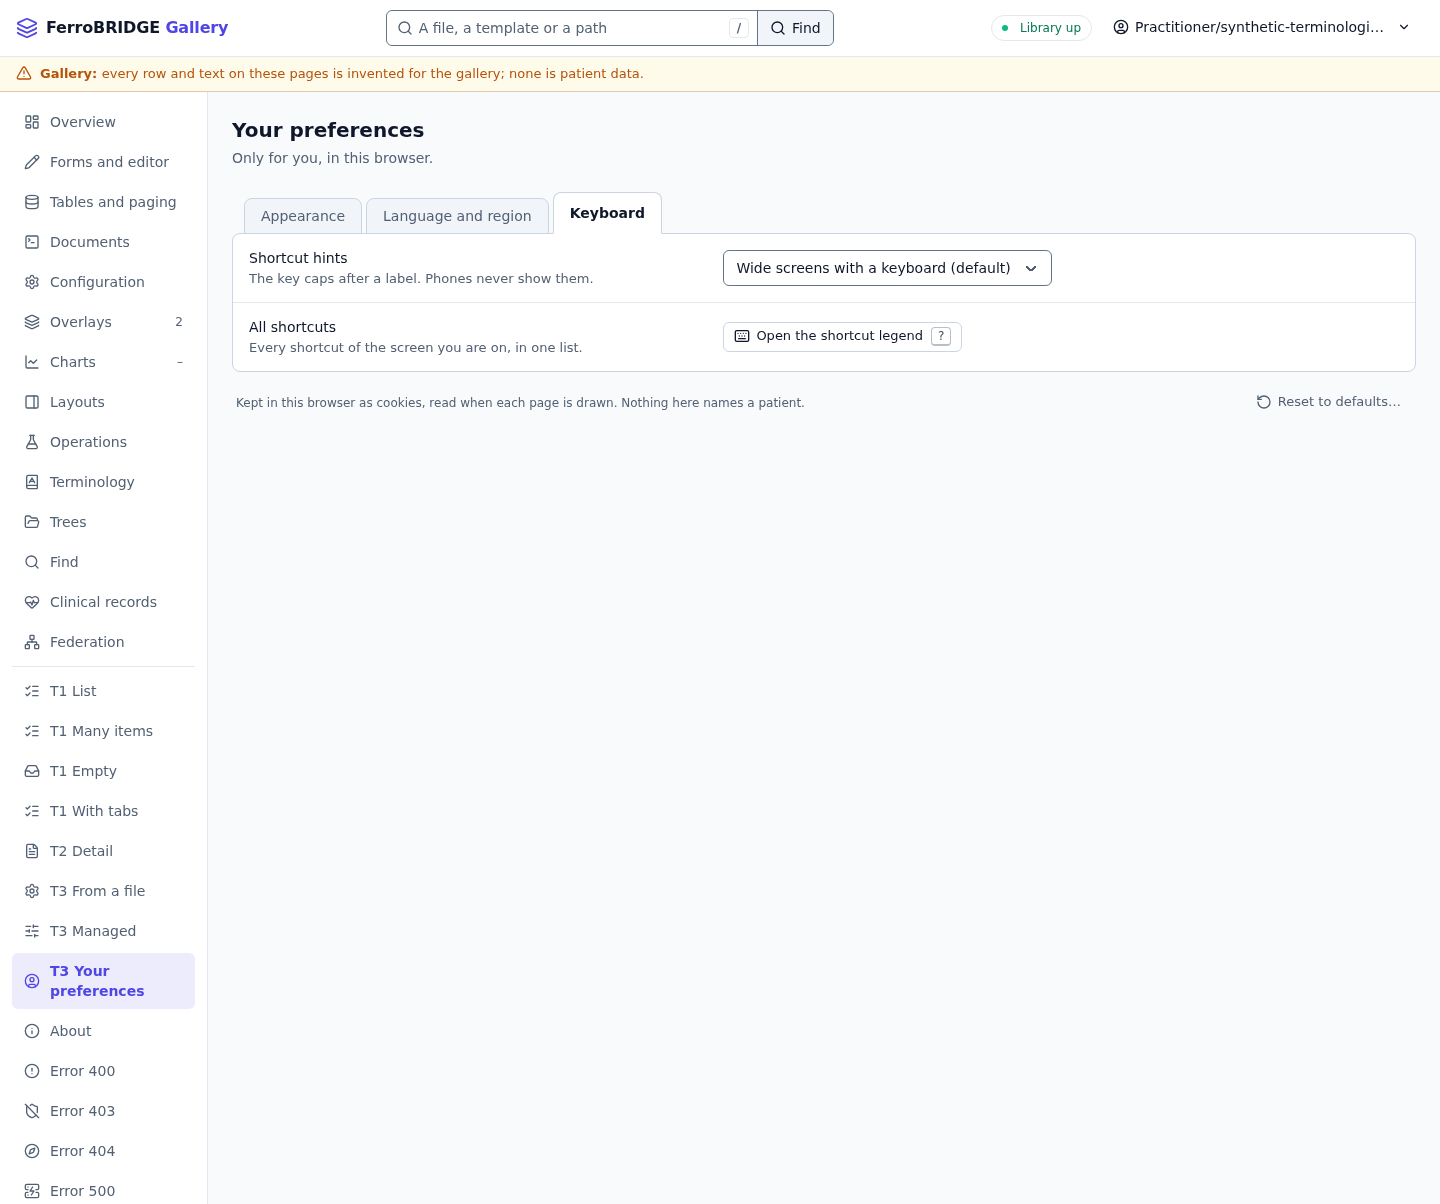 FerroBRIDGE Gallery
A file, a template or a path
/
Find
Library up
Practitioner/synthetic-terminologi…
Gallery: every row and text on these pages is invented for the gallery; none is patient data.
Overview
Forms and editor
Tables and paging
Documents
Configuration
Overlays 2
Charts –
Layouts
Operations
Terminology
Trees
Find
Clinical records
Federation
T1 List
T1 Many items
T1 Empty
T1 With tabs
T2 Detail
T3 From a file
T3 Managed
T3 Your
preferences
About
Error 400
Error 403
Error 404
Error 500
Your preferences
Only for you, in this browser.
Appearance
Language and region
Keyboard
Shortcut hints
The key caps after a label. Phones never show them.
Wide screens with a keyboard (default)
All shortcuts
Every shortcut of the screen you are on, in one list.
Open the shortcut legend ?
Kept in this browser as cookies, read when each page is drawn. Nothing here names a patient.
Reset to defaults…